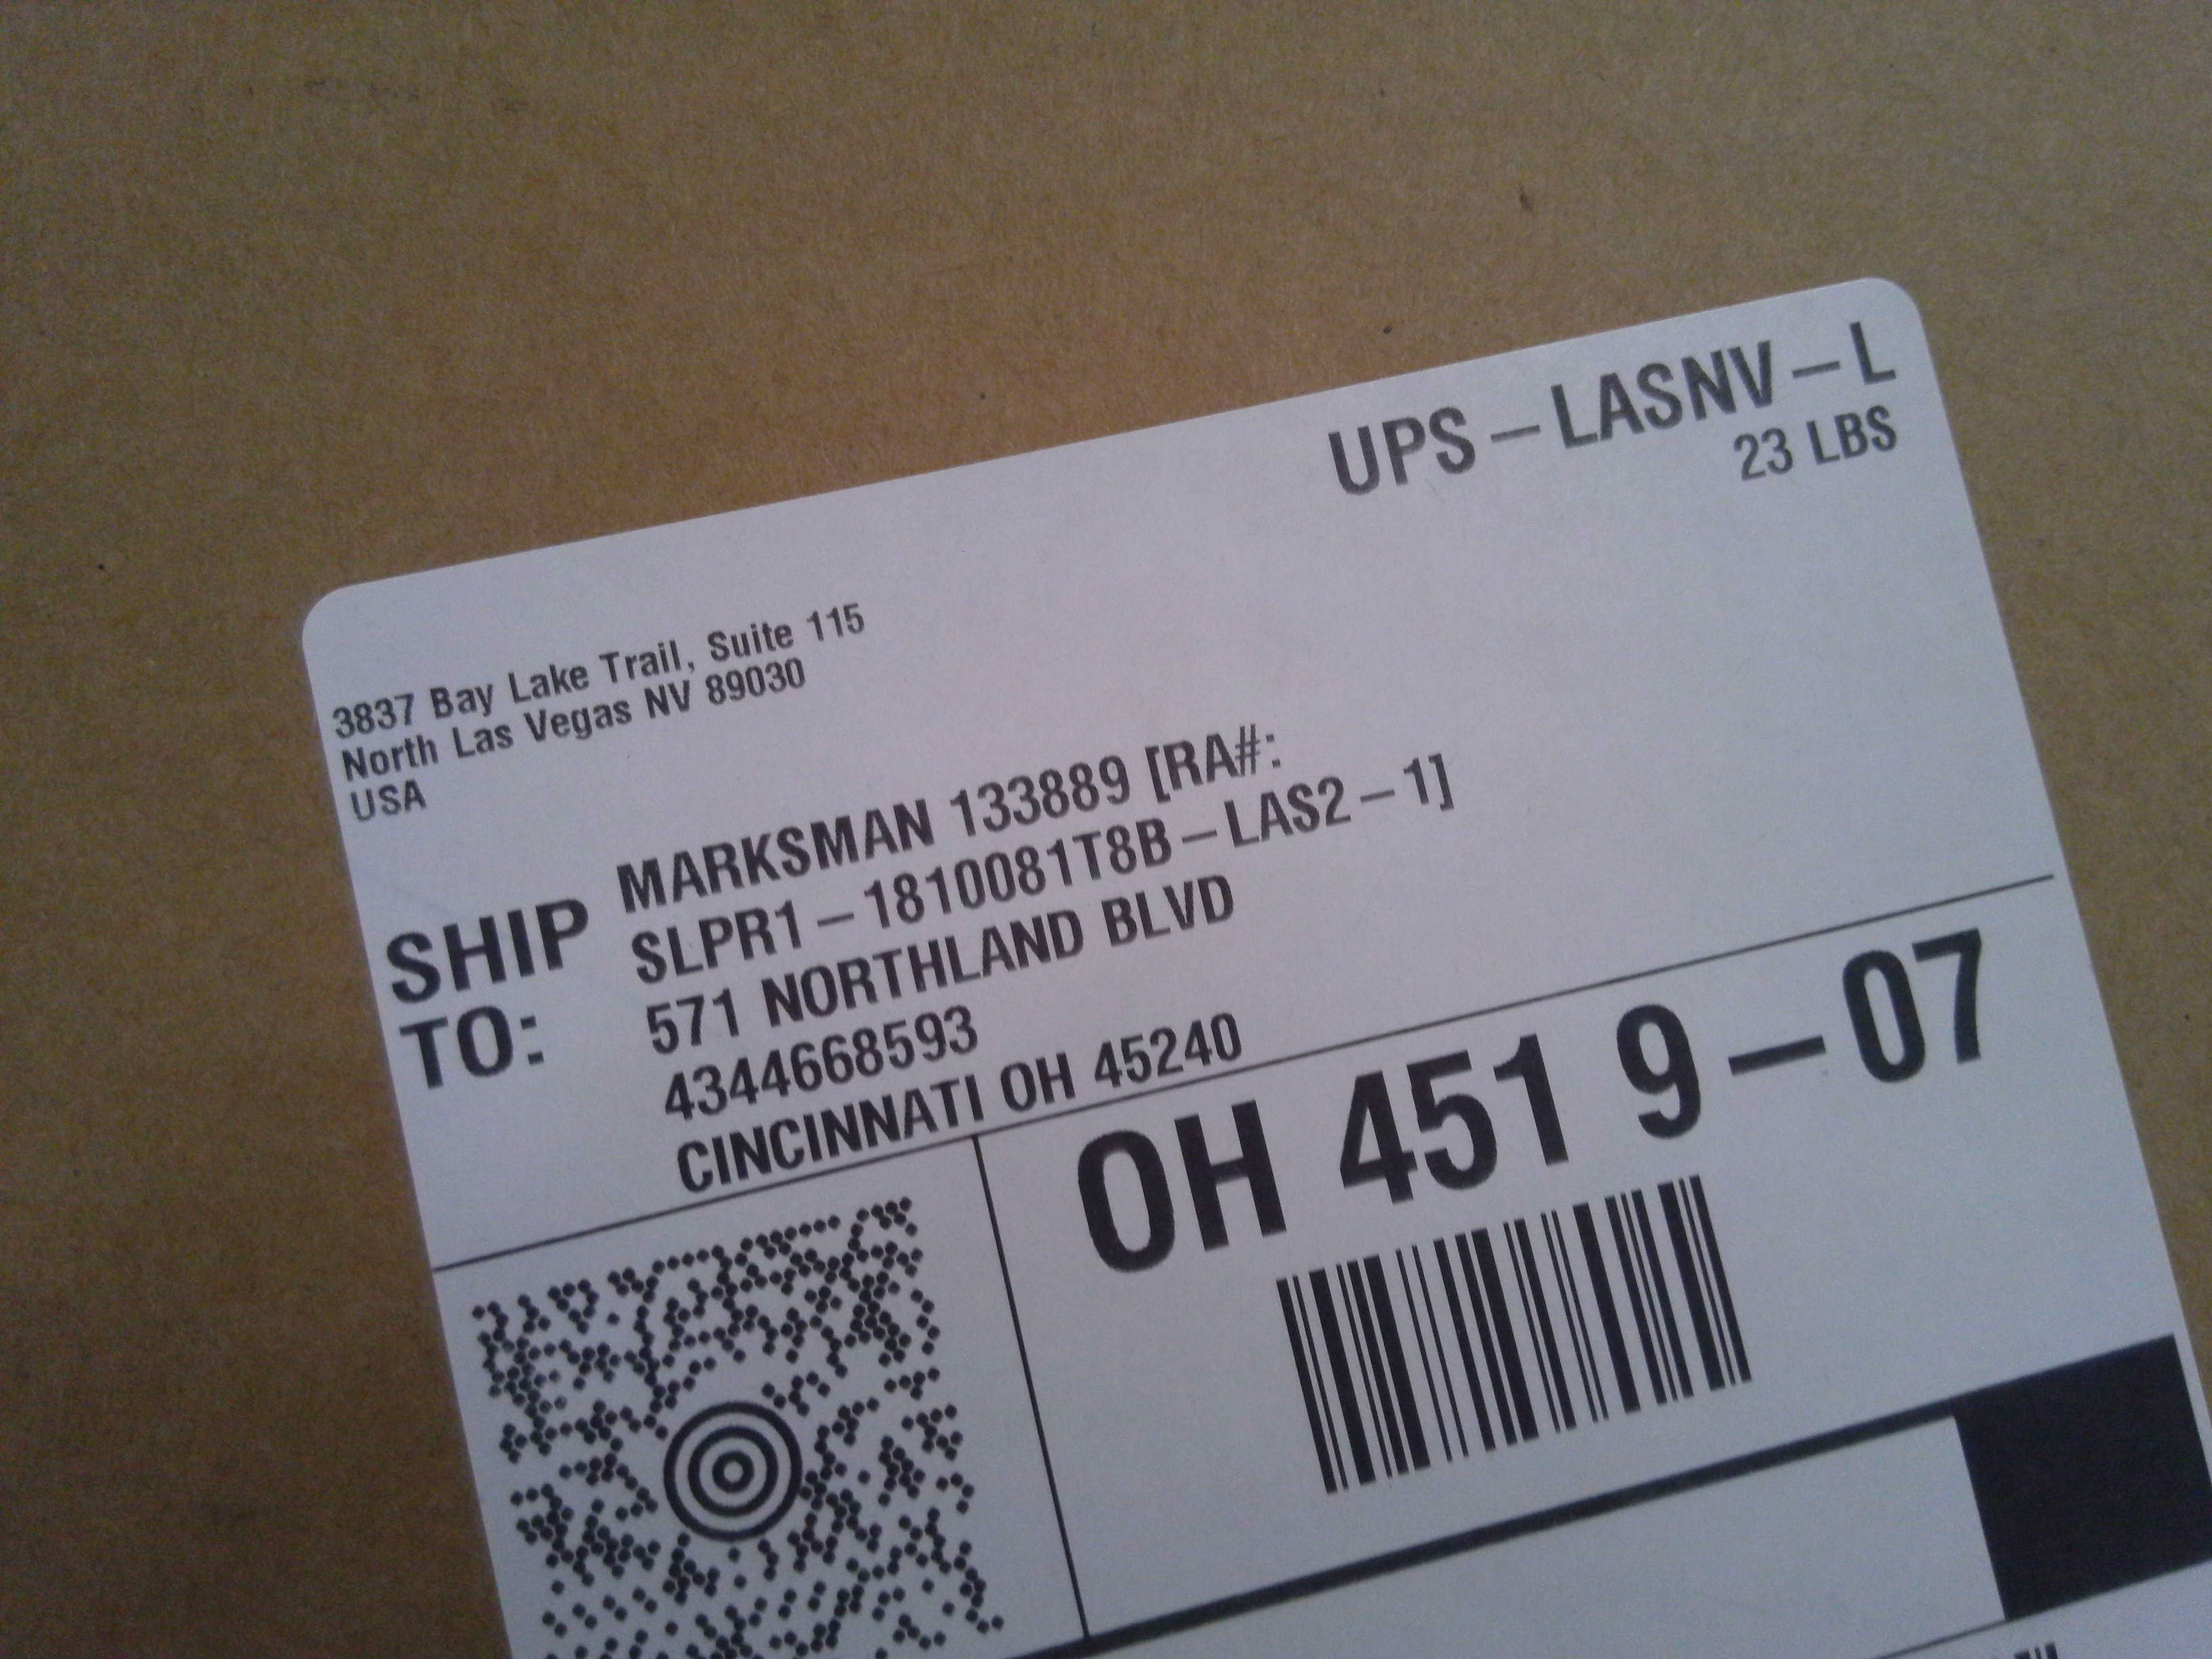 UPS-LASNV-L
23 LBS
3837 Bay Lake Trail, Suite 115
North Las Vegas NV 89030
USA
SHIP
TO:
MARKSMAN 133889 [RA#:
SLPR1-1810081T8B-LAS2-1]
571 NORTHLAND BLVD
4344668593
CINCINNATI OH 45240
OH 451 9-07